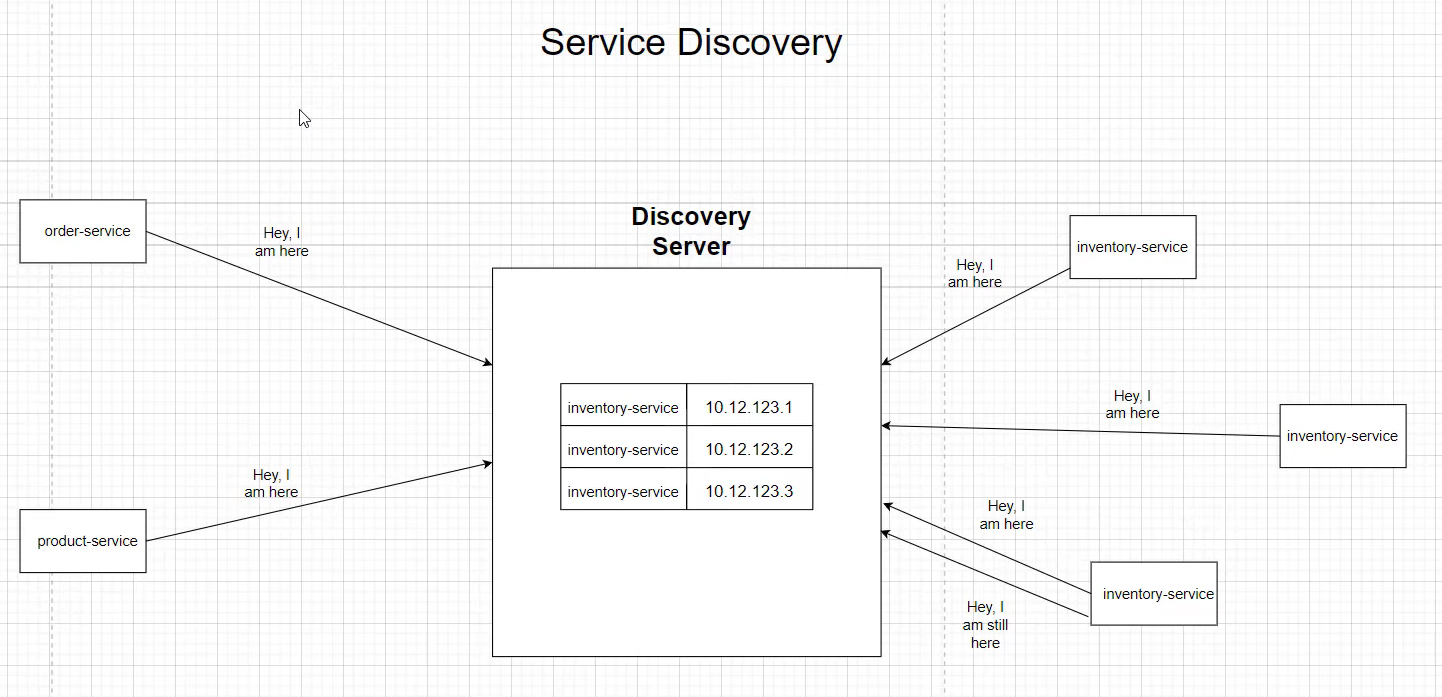 Service Discovery
order-service
Hey, I
am here
Discovery
Server
inventory-service
Hey, I
am here
inventory-service 10.12.123.1
inventory-service 10.12.123.2
inventory-service 10.12.123.3
Hey, I
am here
inventory-service
Hey, I
am here
product-service
Hey, I
am here
inventory-service
Hey, I
am still
here